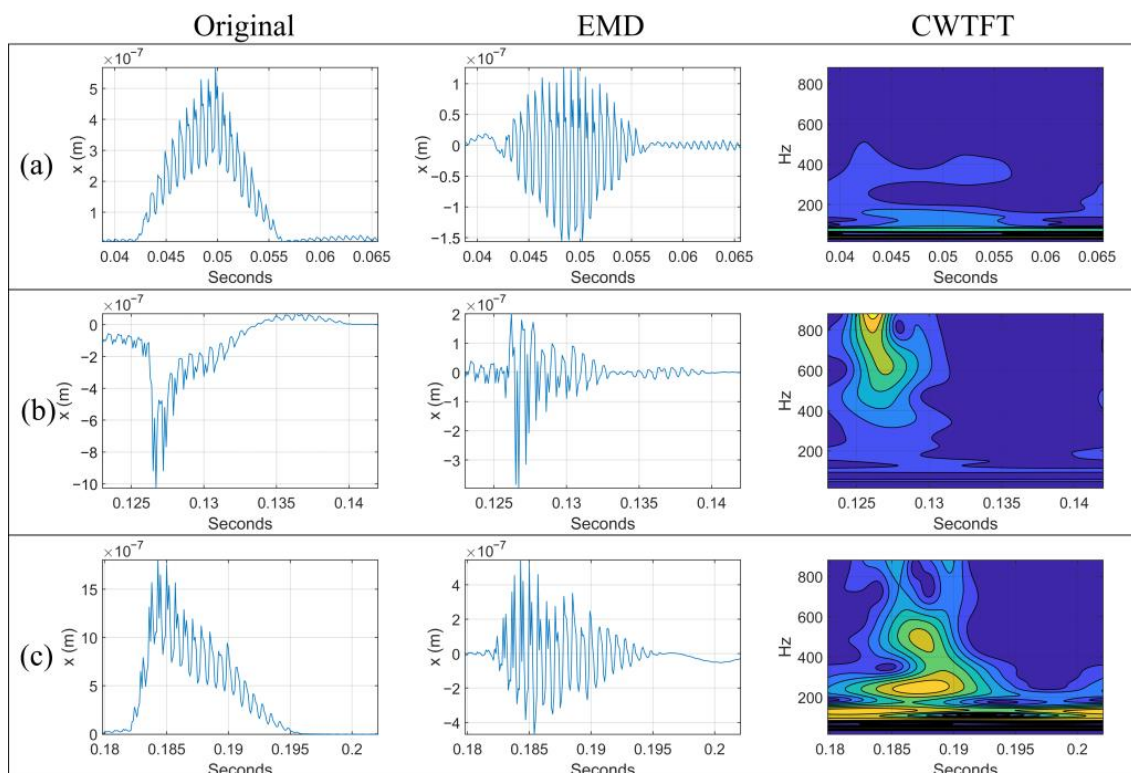 Original EMD CWTFT
(a)
×10⁻⁷
5
4
3
2
1
x (m)
0.04 0.045 0.05 0.055 0.06 0.065
Seconds
×10⁻⁷
1
0.5
0
−0.5
−1
−1.5
x (m)
0.04 0.045 0.05 0.055 0.06 0.065
Seconds
800
600
400
200
Hz
0.04 0.045 0.05 0.055 0.06 0.065
Seconds
(b)
×10⁻⁷
0
−2
−4
−6
−8
−10
x (m)
0.125 0.13 0.135 0.14
Seconds
×10⁻⁷
2
1
0
−1
−2
−3
x (m)
0.125 0.13 0.135 0.14
Seconds
800
600
400
200
Hz
0.125 0.13 0.135 0.14
Seconds
(c)
×10⁻⁷
15
10
5
0
x (m)
0.18 0.185 0.19 0.195 0.2
Seconds
×10⁻⁷
4
2
0
−2
−4
x (m)
0.18 0.185 0.19 0.195 0.2
Seconds
800
600
400
200
Hz
0.18 0.185 0.19 0.195 0.2
Seconds